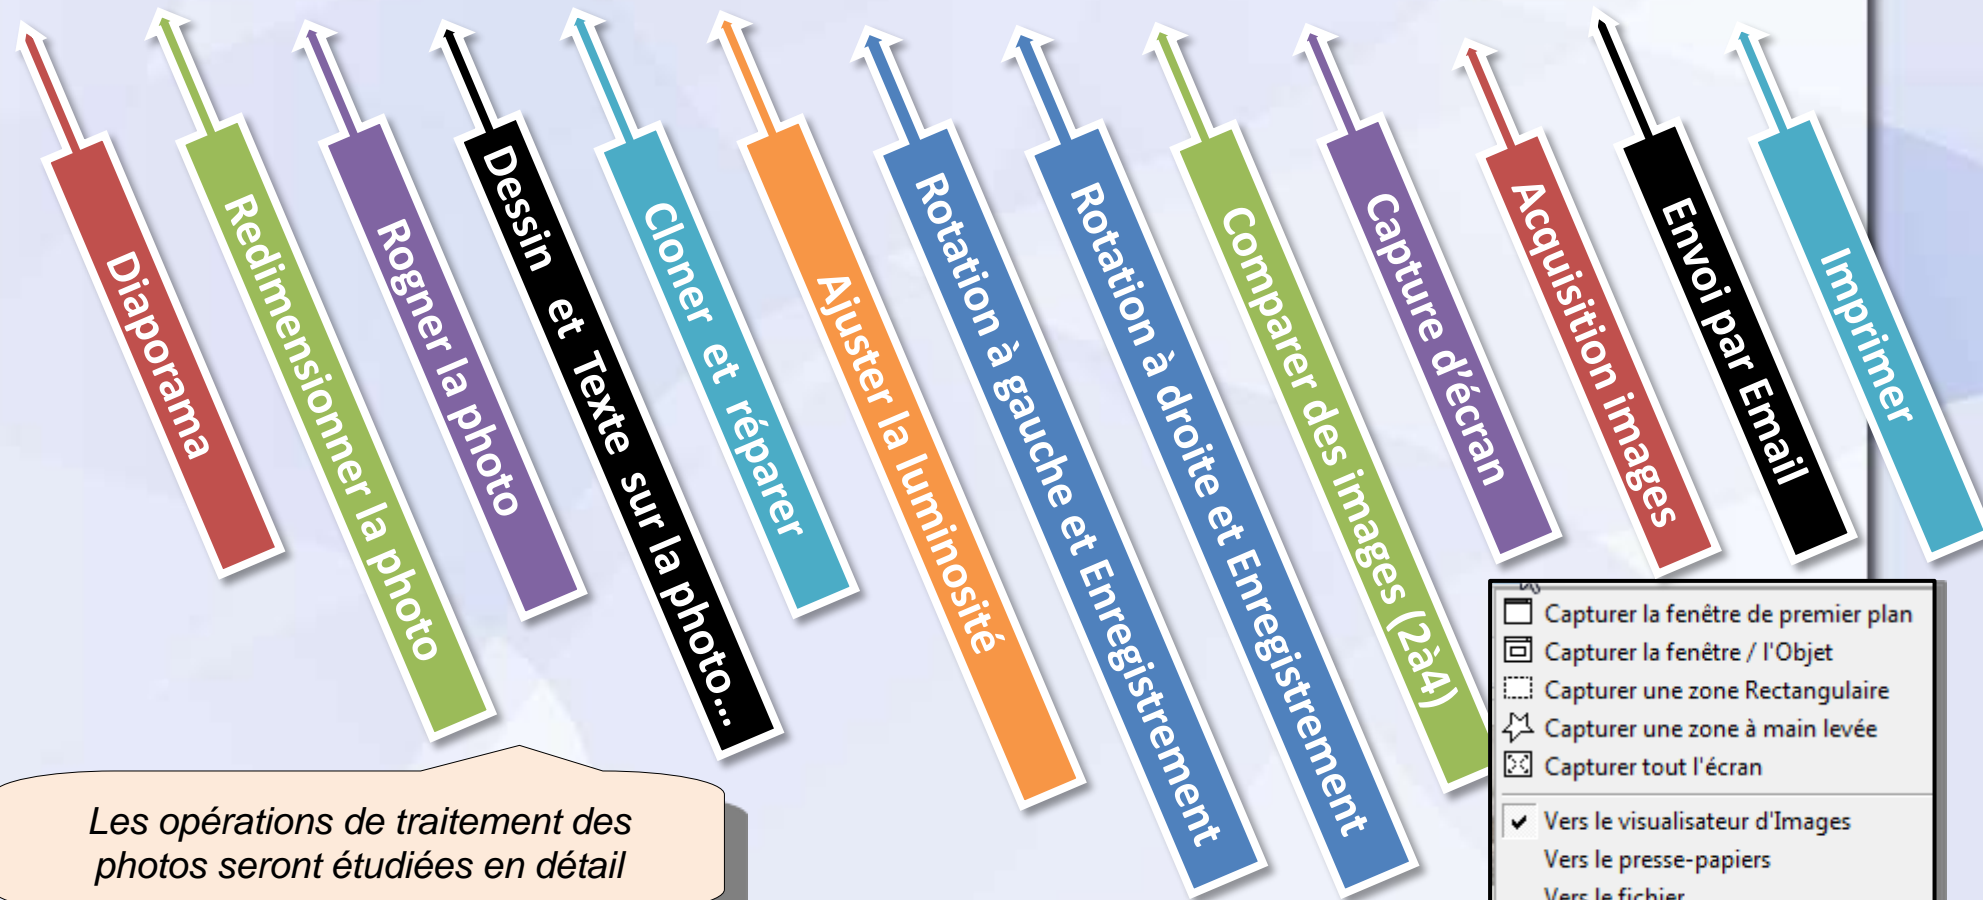 Diaporama
Redimensionner la photo
Rogner la photo
Dessin et Texte sur la photo...
Cloner et réparer
Ajuster la luminosité
Rotation à gauche et Enregistrement
Rotation à droite et Enregistrement
Comparer des images (2à4)
Capture d'écran
Acquisition images
Envoi par Email
Imprimer
Capturer la fenêtre de premier plan
Capturer la fenêtre / l'Objet
Capturer une zone Rectangulaire
Capturer une zone à main levée
Capturer tout l'écran
Vers le visualisateur d'Images
Vers le presse-papiers
Vers le fichier
Les opérations de traitement des
photos seront étudiées en détail